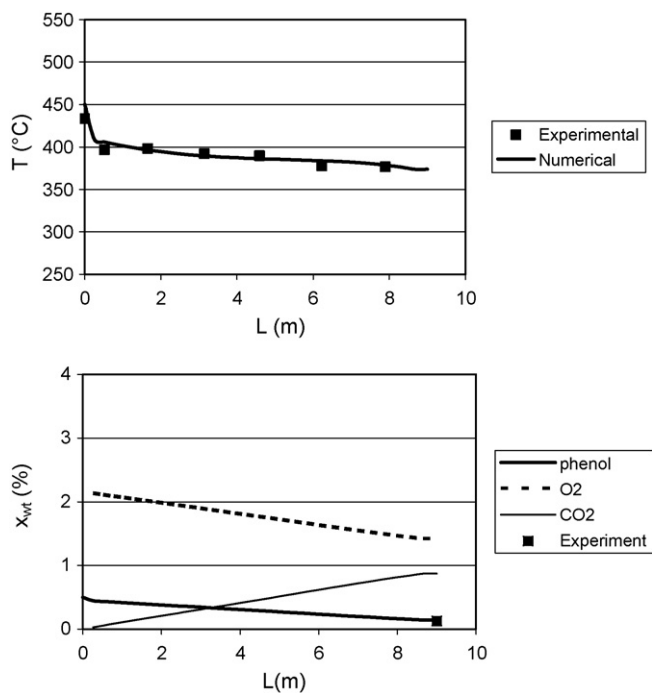 550
500
450
400
350
300
250
T (°C)
0 2 4 6 8 10
L (m)
Experimental
Numerical
4
3
2
1
0
xwt (%)
0 2 4 6 8 10
L(m)
phenol
O2
CO2
Experiment